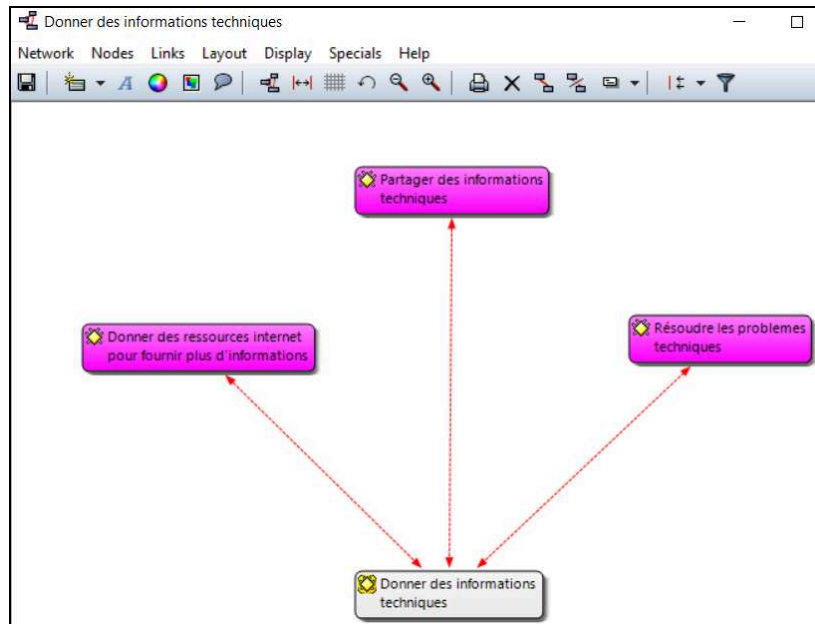 Donner des informations techniques
Network Nodes Links Layout Display Specials Help
Partager des informations
techniques
Donner des ressources internet
pour fournir plus d'informations
Résoudre les problemes
techniques
Donner des informations
techniques